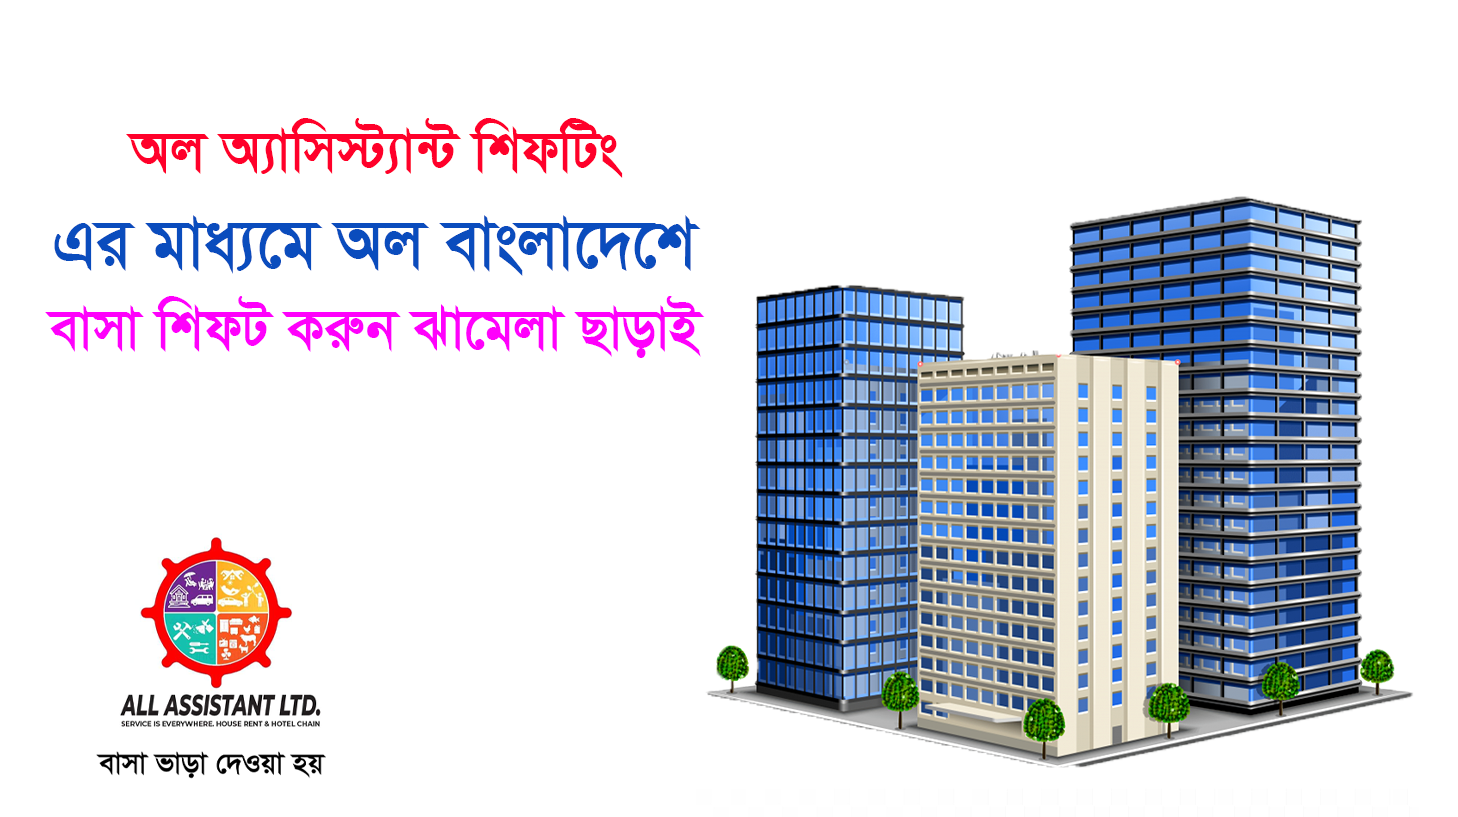 অল অ্যাসিস্ট্যান্ট শিফটিং
এর মাধ্যমে অল বাংলাদেশে
বাসা শিফট করুন ঝামেলা ছাড়াই
ALL ASSISTANT LTD.
SERVICE IS EVERYWHERE. HOUSE RENT & HOTEL CHAIN
বাসা ভাড়া দেওয়া হয়